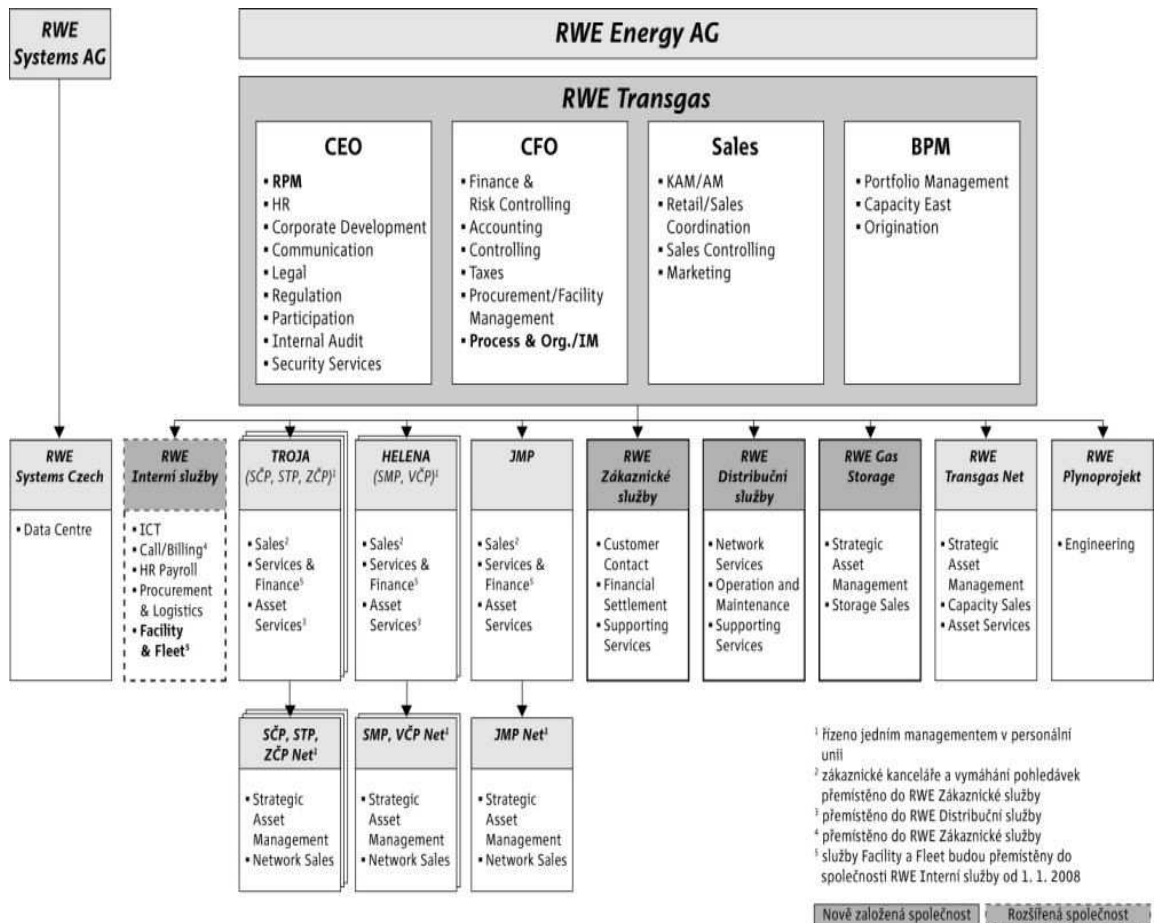 RWE
Systems AG
RWE Energy AG
RWE Transgas
CEO
▪ RPM
▪ HR
▪ Corporate Development
▪ Communication
▪ Legal
▪ Regulation
▪ Participation
▪ Internal Audit
▪ Security Services
CFO
▪ Finance &
Risk Controlling
▪ Accounting
▪ Controlling
▪ Taxes
▪ Procurement/Facility
Management
▪ Process & Org./IM
Sales
▪ KAM/AM
▪ Retail/Sales
Coordination
▪ Sales Controlling
▪ Marketing
BPM
▪ Portfolio Management
▪ Capacity East
▪ Origination
RWE
Systems Czech
▪ Data Centre
RWE
Interní služby
▪ ICT
▪ Call/Billing⁴
▪ HR Payroll
▪ Procurement
& Logistics
▪ Facility
& Fleet⁵
TROJA
(SČP, STP, ZČP)¹
▪ Sales²
▪ Services &
Finance⁵
▪ Asset
Services³
HELENA
(SMP, VČP)¹
▪ Sales²
▪ Services &
Finance⁵
▪ Asset
Services³
JMP
▪ Sales²
▪ Services &
Finance⁵
▪ Asset
Services
RWE
Zákaznické
služby
▪ Customer
Contact
▪ Financial
Settlement
▪ Supporting
Services
RWE
Distribuční
služby
▪ Network
Services
▪ Operation and
Maintenance
▪ Supporting
Services
RWE Gas
Storage
▪ Strategic
Asset
Management
▪ Storage Sales
RWE
Transgas Net
▪ Strategic
Asset
Management
▪ Capacity Sales
▪ Asset Services
RWE
Plynoprojekt
▪ Engineering
SČP, STP,
ZČP Net¹
▪ Strategic
Asset
Management
▪ Network Sales
SMP, VČP Net¹
▪ Strategic
Asset
Management
▪ Network Sales
JMP Net¹
▪ Strategic
Asset
Management
▪ Network Sales
¹ řízeno jedním managementem v personální
unii
² zákaznické kanceláře a vymáhání pohledávek
přemístěno do RWE Zákaznické služby
³ přemístěno do RWE Distribuční služby
⁴ přemístěno do RWE Zákaznické služby
⁵ služby Facility a Fleet budou přemístěny do
společnosti RWE Interní služby od 1. 1. 2008
Nově založená společnost
Rozšířená společnost